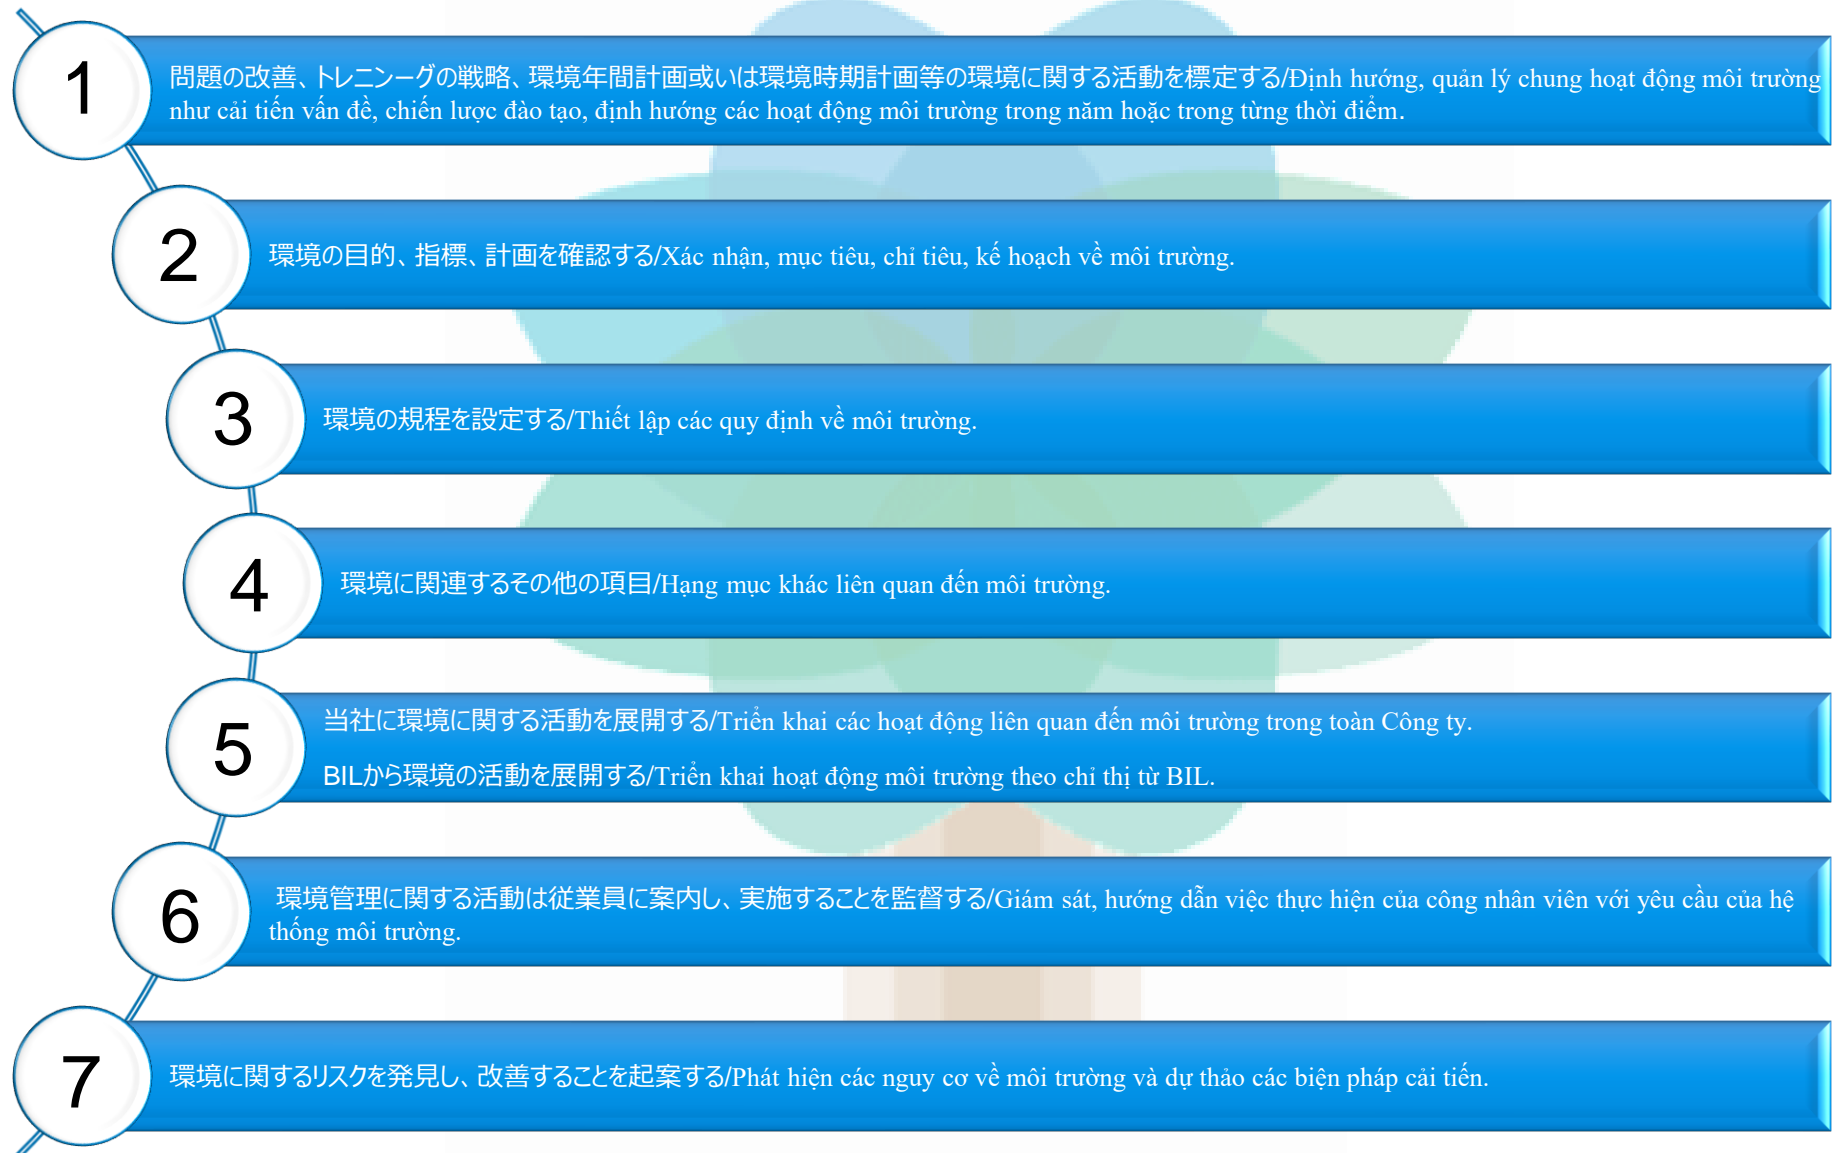 1
問題の改善、トレニンーグの戦略、環境年間計画或いは環境時期計画等の環境に関する活動を標定する/Định hướng, quản lý chung hoạt động môi trường
như cải tiến vấn đề, chiến lược đào tạo, định hướng các hoạt động môi trường trong năm hoặc trong từng thời điểm.
2
環境の目的、指標、計画を確認する/Xác nhận, mục tiêu, chỉ tiêu, kế hoạch về môi trường.
3
環境の規程を設定する/Thiết lập các quy định về môi trường.
4
環境に関連するその他の項目/Hạng mục khác liên quan đến môi trường.
5
当社に環境に関する活動を展開する/Triển khai các hoạt động liên quan đến môi trường trong toàn Công ty.
BILから環境の活動を展開する/Triển khai hoạt động môi trường theo chỉ thị từ BIL.
6
環境管理に関する活動は従業員に案内し、実施することを監督する/Giám sát, hướng dẫn việc thực hiện của công nhân viên với yêu cầu của hệ
thống môi trường.
7
環境に関するリスクを発見し、改善することを起案する/Phát hiện các nguy cơ về môi trường và dự thảo các biện pháp cải tiến.